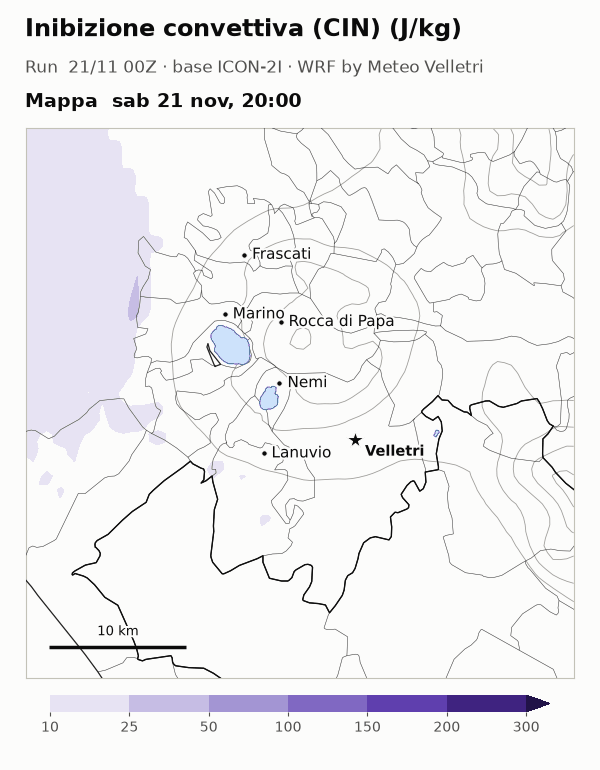 Inibizione convettiva (CIN) (J/kg)
Run  21/11 00Z · base ICON-2I · WRF by Meteo Velletri
Mappa  sab 21 nov, 20:00
Frascati
Marino
Rocca di Papa
Nemi
Velletri
Lanuvio
10 km
10 25 50 100 150 200 300